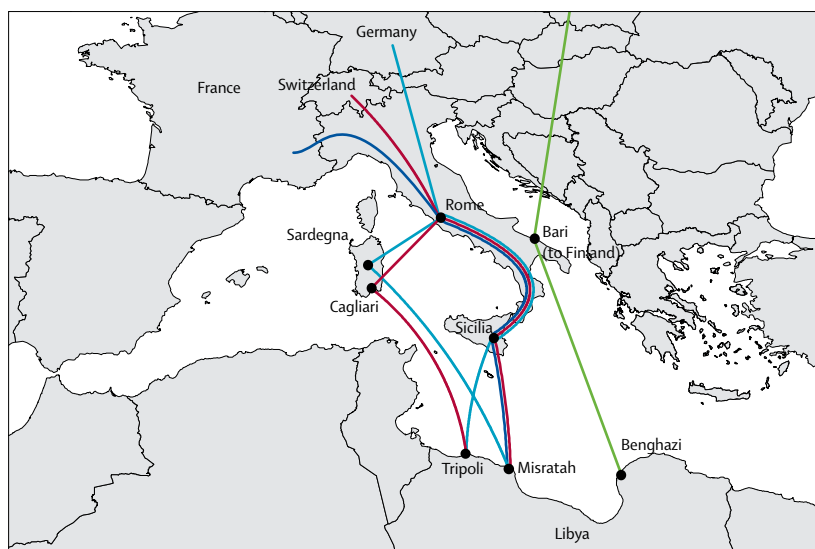 Germany
Switzerland
France
Rome
Sardegna
Bari
(to Finland)
Cagliari
Sicilia
Benghazi
Tripoli
Misratah
Libya